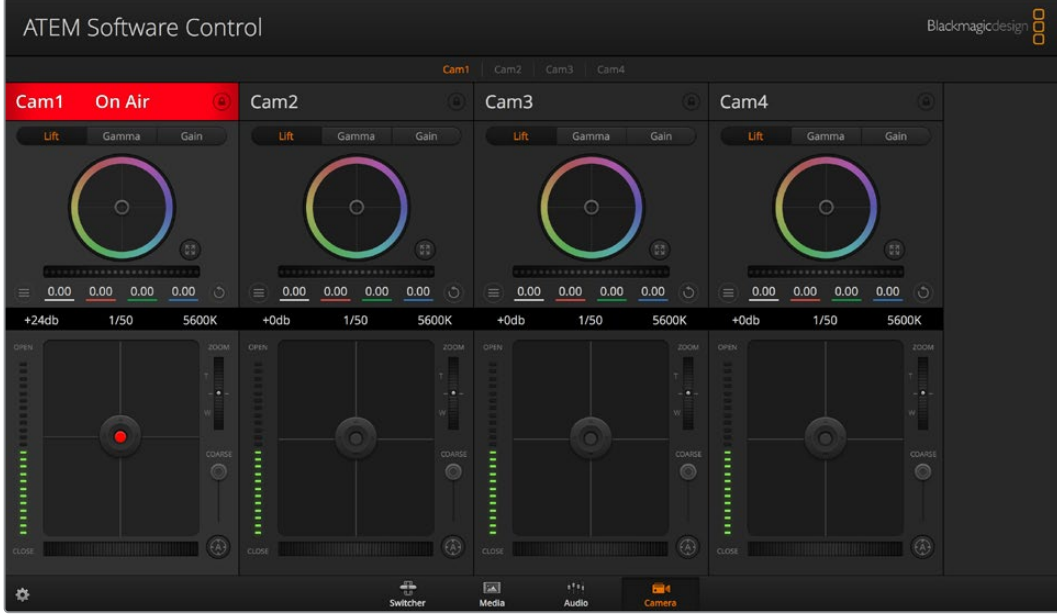 ATEM Software Control
Blackmagicdesign
Cam1 Cam2 Cam3 Cam4
Cam1 On Air Cam2 Cam3 Cam4
Lift Gamma Gain Lift Gamma Gain Lift Gamma Gain Lift Gamma Gain
0.00 0.00 0.00 0.00 0.00 0.00 0.00 0.00 0.00 0.00 0.00 0.00 0.00 0.00 0.00 0.00
+24db 1/50 5600K +0db 1/50 5600K +0db 1/50 5600K +0db 1/50 5600K
OPEN ZOOM OPEN ZOOM OPEN ZOOM OPEN ZOOM
T T T T
W W W W
COARSE COARSE COARSE COARSE
CLOSE A CLOSE A CLOSE A CLOSE A
Switcher Media Audio Camera